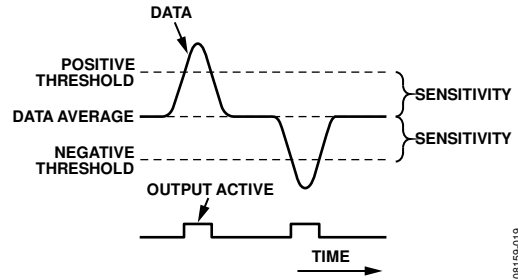 DATA
POSITIVE
THRESHOLD
SENSITIVITY
DATA AVERAGE
SENSITIVITY
NEGATIVE
THRESHOLD
OUTPUT ACTIVE
TIME
08159-019